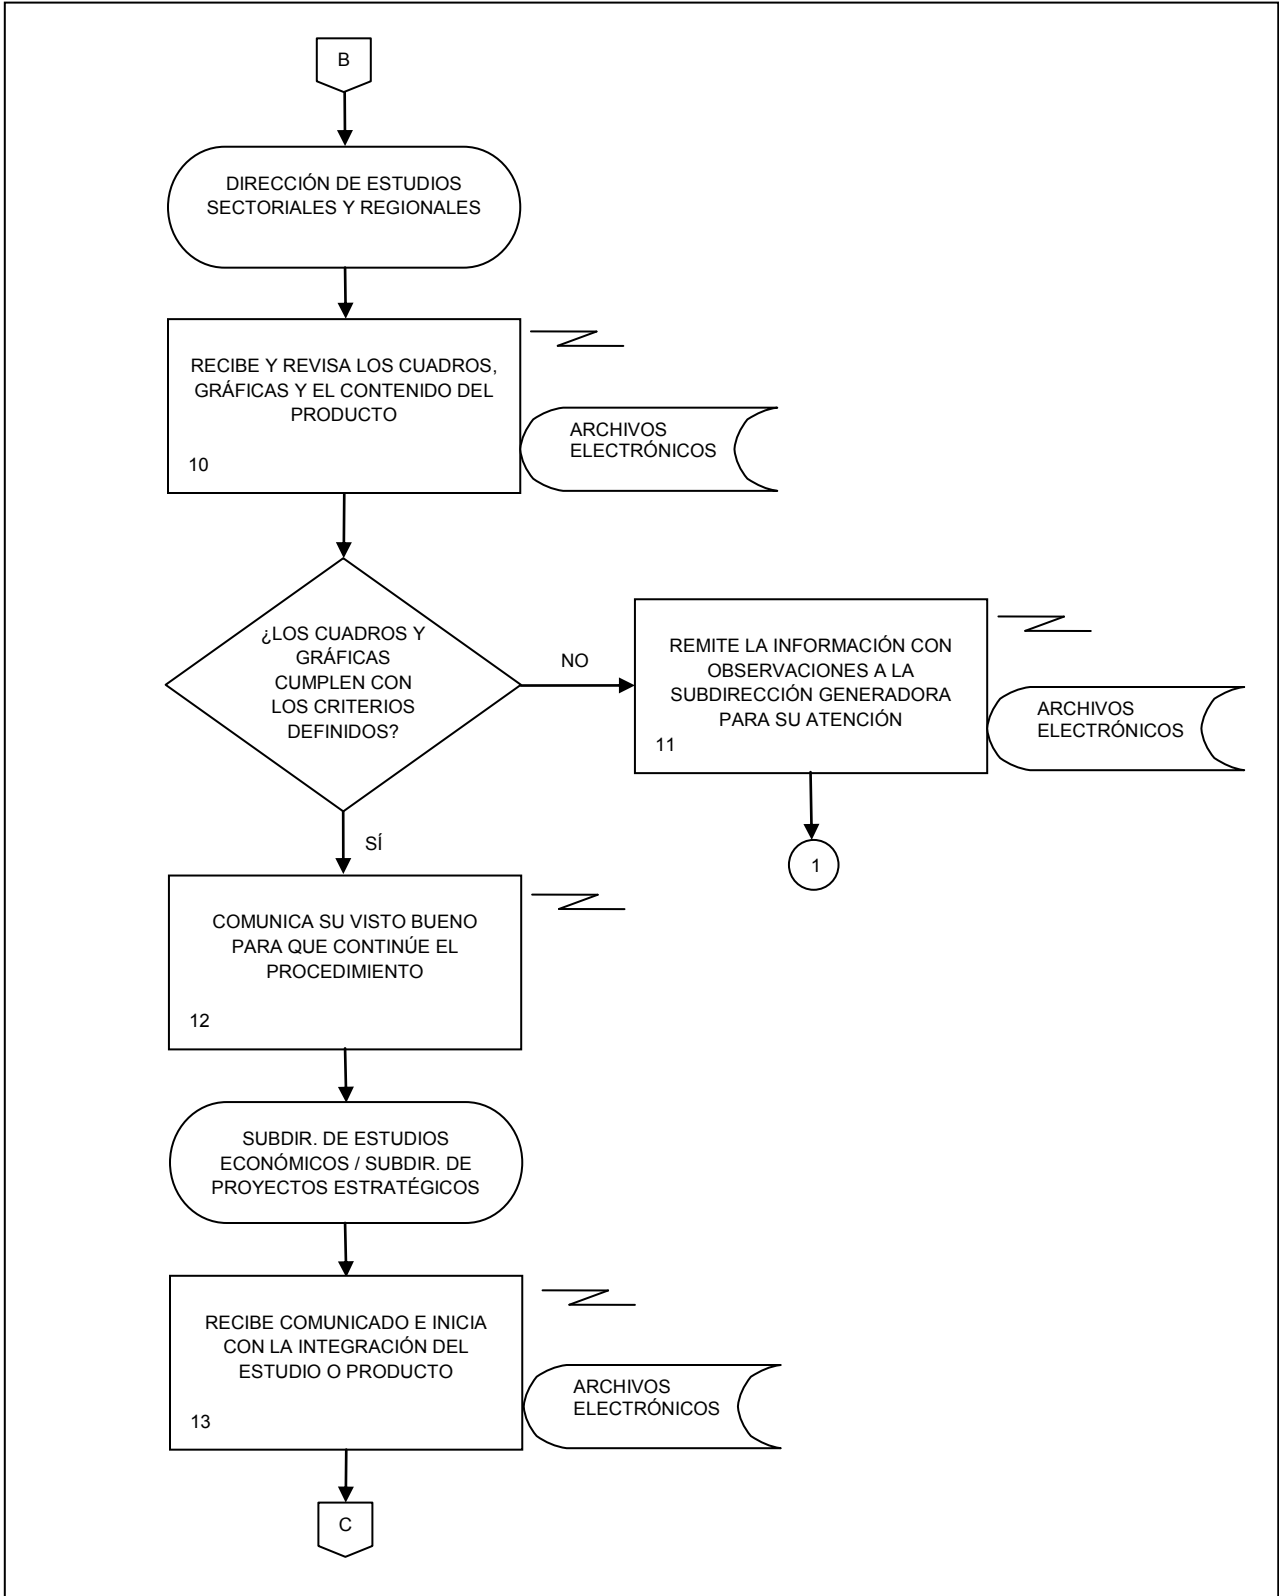 B
DIRECCIÓN DE ESTUDIOS
SECTORIALES Y REGIONALES
RECIBE Y REVISA LOS CUADROS,
GRÁFICAS Y EL CONTENIDO DEL
PRODUCTO
10
ARCHIVOS
ELECTRÓNICOS
¿LOS CUADROS Y
GRÁFICAS
CUMPLEN CON
LOS CRITERIOS
DEFINIDOS?
NO
REMITE LA INFORMACIÓN CON
OBSERVACIONES A LA
SUBDIRECCIÓN GENERADORA
PARA SU ATENCIÓN
11
ARCHIVOS
ELECTRÓNICOS
1
SÍ
COMUNICA SU VISTO BUENO
PARA QUE CONTINÚE EL
PROCEDIMIENTO
12
SUBDIR. DE ESTUDIOS
ECONÓMICOS / SUBDIR. DE
PROYECTOS ESTRATÉGICOS
RECIBE COMUNICADO E INICIA
CON LA INTEGRACIÓN DEL
ESTUDIO O PRODUCTO
13
ARCHIVOS
ELECTRÓNICOS
C